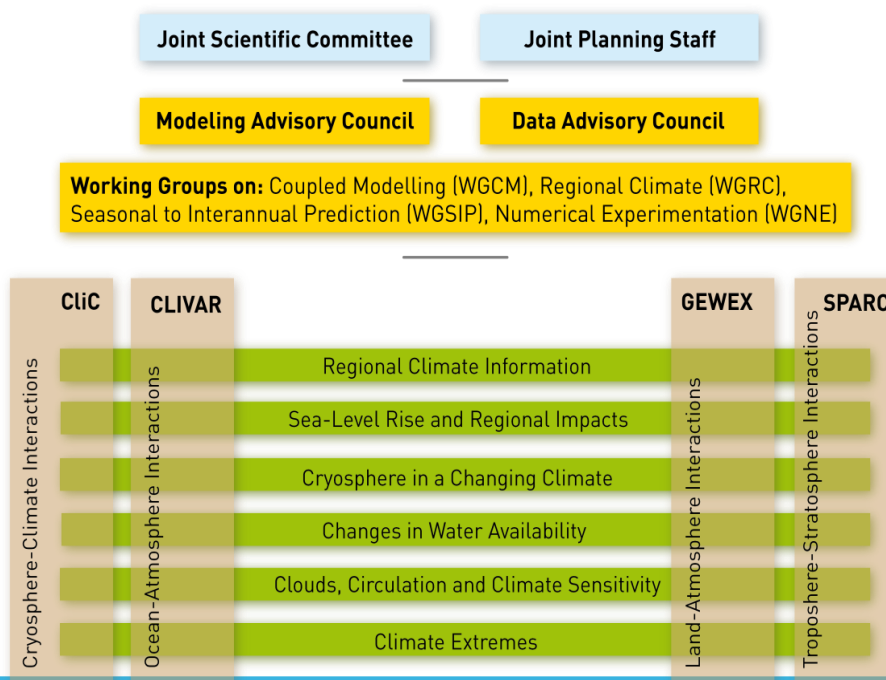 Joint Scientific Committee
Joint Planning Staff
Modeling Advisory Council
Data Advisory Council
Working Groups on: Coupled Modelling (WGCM), Regional Climate (WGRC),
Seasonal to Interannual Prediction (WGSIP), Numerical Experimentation (WGNE)
CliC
CLIVAR
GEWEX
SPARC
Cryosphere-Climate Interactions
Ocean-Atmosphere Interactions
Regional Climate Information
Sea-Level Rise and Regional Impacts
Cryosphere in a Changing Climate
Changes in Water Availability
Clouds, Circulation and Climate Sensitivity
Climate Extremes
Land-Atmosphere Interactions
Troposhere-Stratosphere Interactions